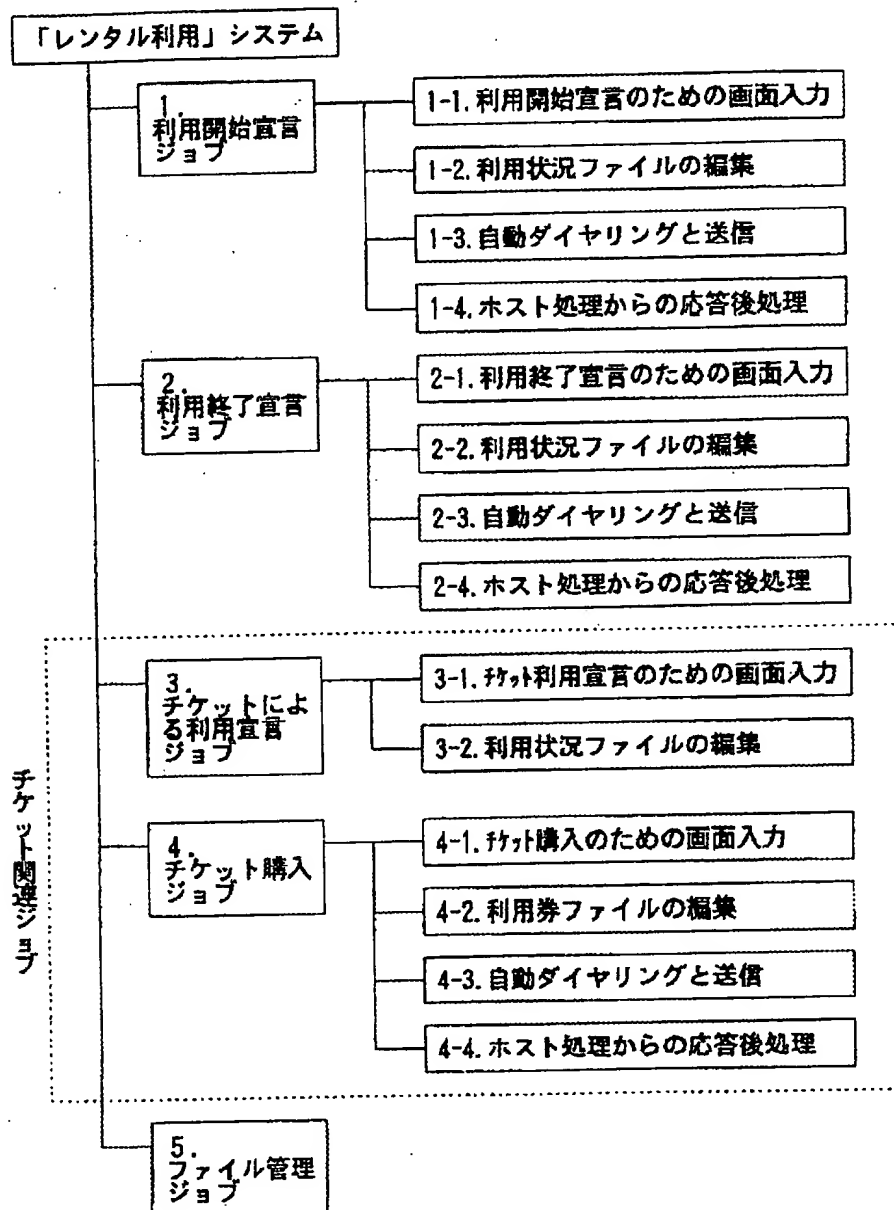 「レンタル利用」システム
1.
利用開始宣言
ジョブ
1-1.利用開始宣言のための画面入力
1-2.利用状況ファイルの編集
1-3.自動ダイヤリングと送信
1-4.ホスト処理からの応答後処理
2.
利用終了宣言
ジョブ
2-1.利用終了宣言のための画面入力
2-2.利用状況ファイルの編集
2-3.自動ダイヤリングと送信
2-4.ホスト処理からの応答後処理
チケット関連ジョブ
3.
チケットによ
る利用宣言
ジョブ
3-1.ﾁｹｯﾄ利用宣言のための画面入力
3-2.利用状況ファイルの編集
4.
チケット購入
ジョブ
4-1.ﾁｹｯﾄ購入のための画面入力
4-2.利用券ファイルの編集
4-3.自動ダイヤリングと送信
4-4.ホスト処理からの応答後処理
5.
ファイル管理
ジョブ